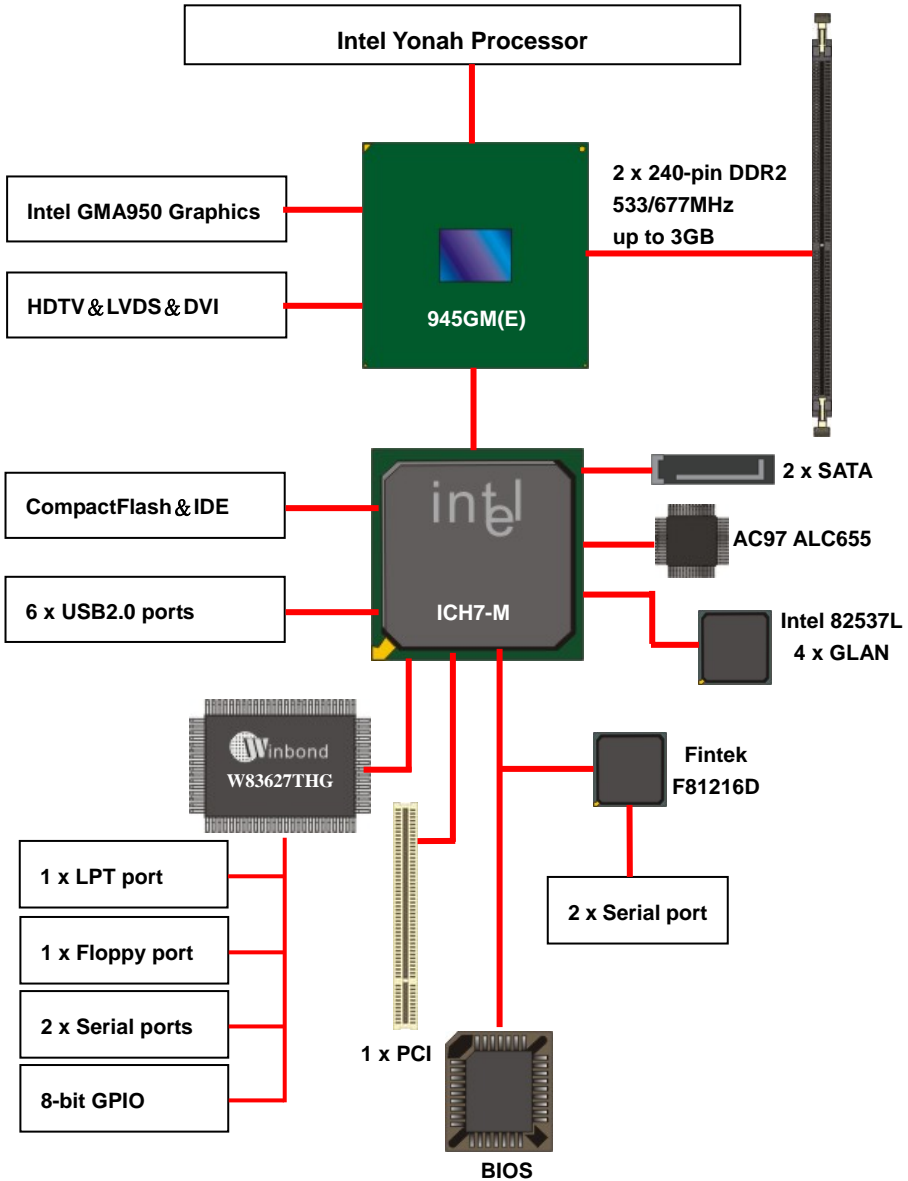 Intel Yonah Processor
2 x 240-pin DDR2
533/677MHz
up to 3GB
Intel GMA950 Graphics
HDTV&LVDS&DVI
945GM(E)
intel
ICH7-M
CompactFlash&IDE
6 x USB2.0 ports
2 x SATA
AC97 ALC655
Intel 82537L
4 x GLAN
Winbond
W83627THG
Fintek
F81216D
1 x LPT port
1 x Floppy port
2 x Serial ports
8-bit GPIO
2 x Serial port
1 x PCI
BIOS